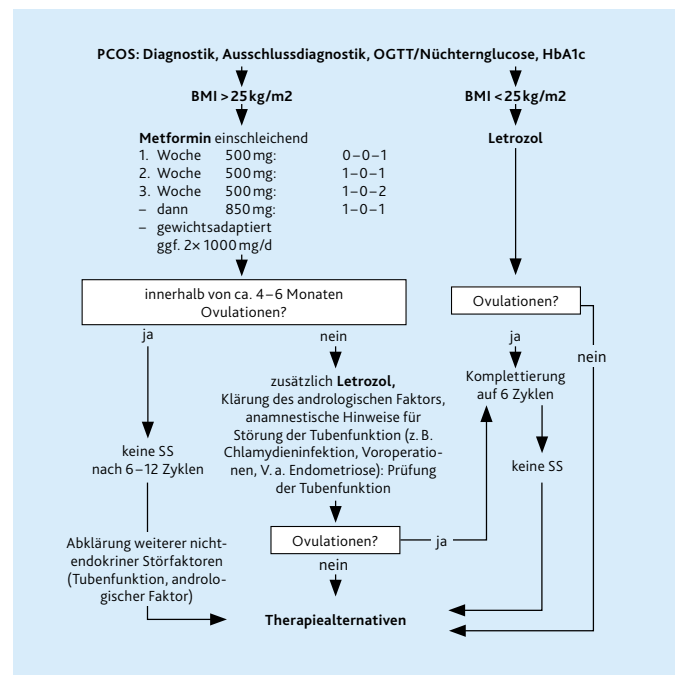 PCOS: Diagnostik, Ausschlussdiagnostik, OGTT/Nüchternglucose, HbA1c
BMI > 25 kg/m2
Metformin einschleichend
1. Woche 500 mg: 0–0–1
2. Woche 500 mg: 1–0–1
3. Woche 500 mg: 1–0–2
– dann 850 mg: 1–0–1
– gewichtsadaptiert
ggf. 2× 1000 mg/d
innerhalb von ca. 4–6 Monaten
Ovulationen?
ja
keine SS
nach 6–12 Zyklen
Abklärung weiterer nicht-
endokriner Störfaktoren
(Tubenfunktion, androlo-
gischer Faktor)
nein
zusätzlich Letrozol,
Klärung des andrologischen Faktors,
anamnestische Hinweise für
Störung der Tubenfunktion (z. B.
Chlamydieninfektion, Voroperatio-
nen, V. a. Endometriose): Prüfung
der Tubenfunktion
Ovulationen?
ja
nein
BMI < 25 kg/m2
Letrozol
Ovulationen?
ja
nein
Komplettierung
auf 6 Zyklen
keine SS
Therapiealternativen